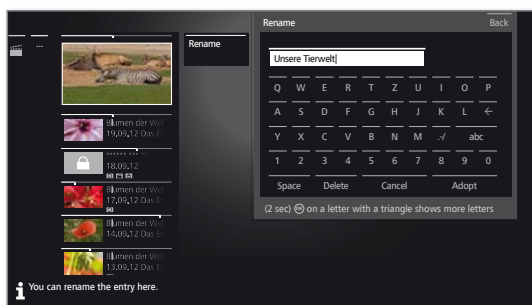 Rename
Back
Rename
Unsere Tierwelt
Q W E R T Z U I O P
A S D F G H J K L ←
Y X C V B N M .-/ abc
1 2 3 4 5 6 7 8 9 0
Space Delete Cancel Adopt
(2 sec) OK on a letter with a triangle shows more letters
...
Blumen der Wel
19.09.12 Das E
18.09.12
Blumen der Wel
17.09.12 Das E
Blumen der Wel
14.09.12 Das E
Blumen der Wel
13.09.12 Das E
i You can rename the entry here.